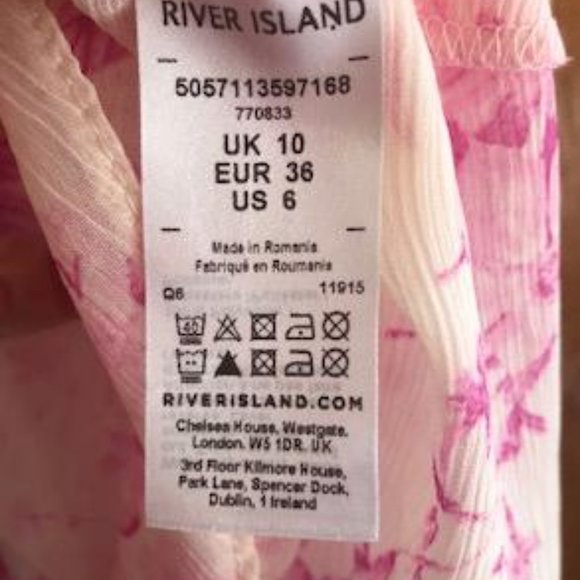 RIVER ISLAND
5057113597168
770833
UK 10
EUR 36
US 6
Made in Romania
Fabriqué en Roumanie
Q6 11915
40
RIVERISLAND.COM
Chelsea House, Westgate,
London. W5 1DR. UK
3rd Floor Kilmore House,
Park Lane, Spencer Dock,
Dublin, 1 Ireland